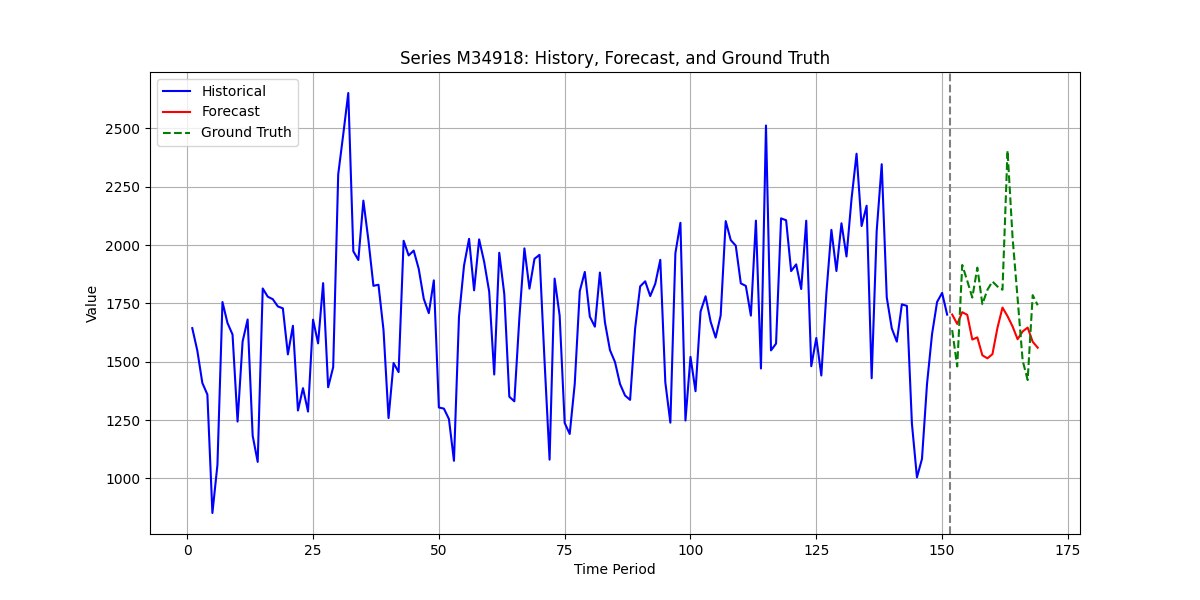 Series M34918: History, Forecast, and Ground Truth
Historical
Forecast
Ground Truth
Value
2500
2250
2000
1750
1500
1250
1000
0 25 50 75 100 125 150 175
Time Period